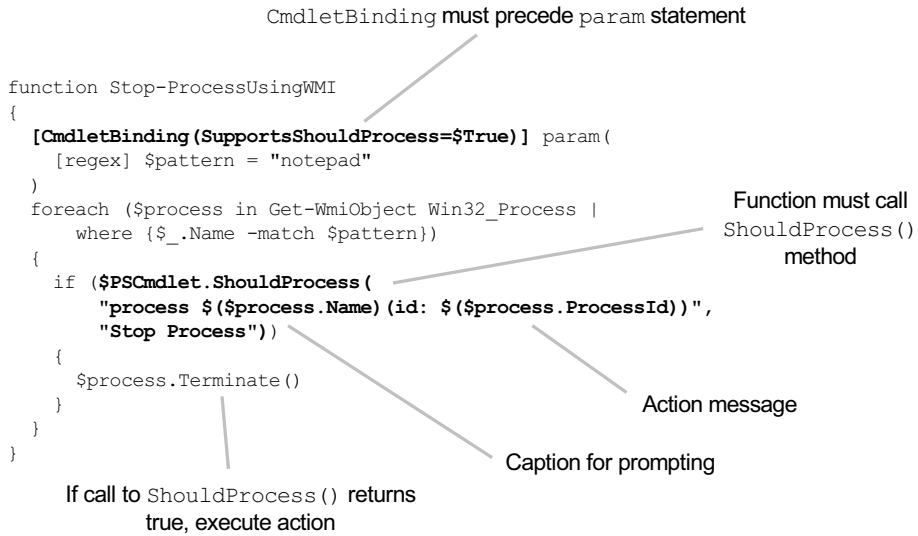 CmdletBinding must precede param statement
function Stop-ProcessUsingWMI
{
[CmdletBinding(SupportsShouldProcess=$True)] param(
[regex] $pattern = "notepad"
)
foreach ($process in Get-WmiObject Win32_Process |
where {$_.Name -match $pattern})
{
if ($PSCmdlet.ShouldProcess(
"process $($process.Name)(id: $($process.ProcessId))",
"Stop Process"))
{
$process.Terminate()
}
}
}
Function must call
ShouldProcess()
method
Action message
Caption for prompting
If call to ShouldProcess() returns
true, execute action